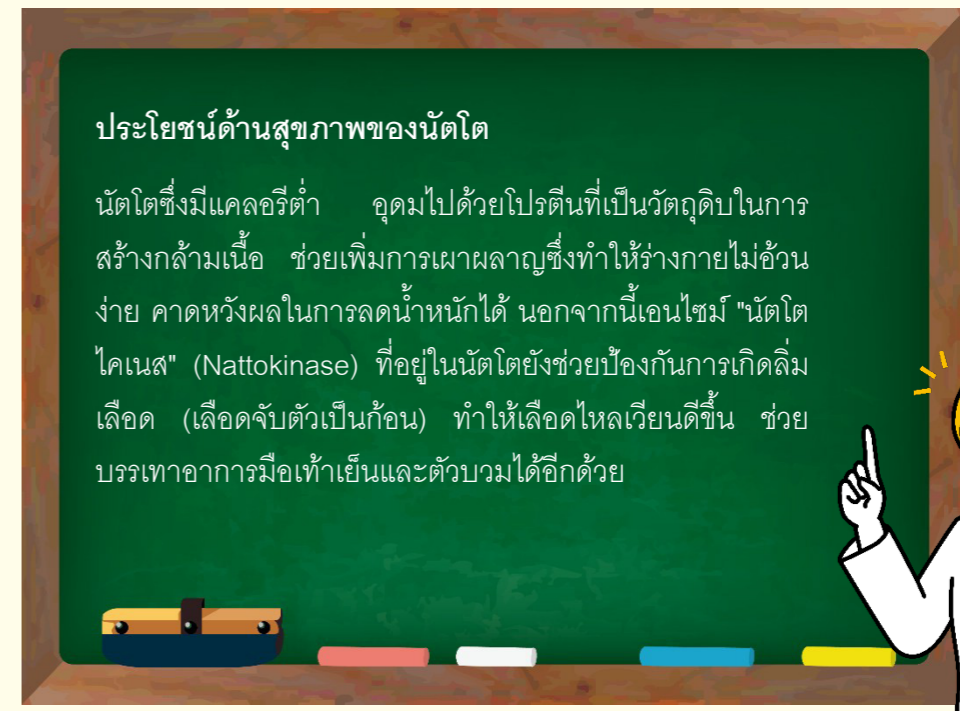 ประโยชน์ด้านสุขภาพของนัตโต
นัตโตซึ่งมีแคลอรีต่ำ อุดมไปด้วยโปรตีนที่เป็นวัตถุดิบในการ
สร้างกล้ามเนื้อ ช่วยเพิ่มการเผาผลาญซึ่งทำให้ร่างกายไม่อ้วน
ง่าย คาดหวังผลในการลดน้ำหนักได้ นอกจากนี้เอนไซม์ "นัตโต
ไคเนส" (Nattokinase) ที่อยู่ในนัตโตยังช่วยป้องกันการเกิดลิ่ม
เลือด (เลือดจับตัวเป็นก้อน) ทำให้เลือดไหลเวียนดีขึ้น ช่วย
บรรเทาอาการมือเท้าเย็นและตัวบวมได้อีกด้วย